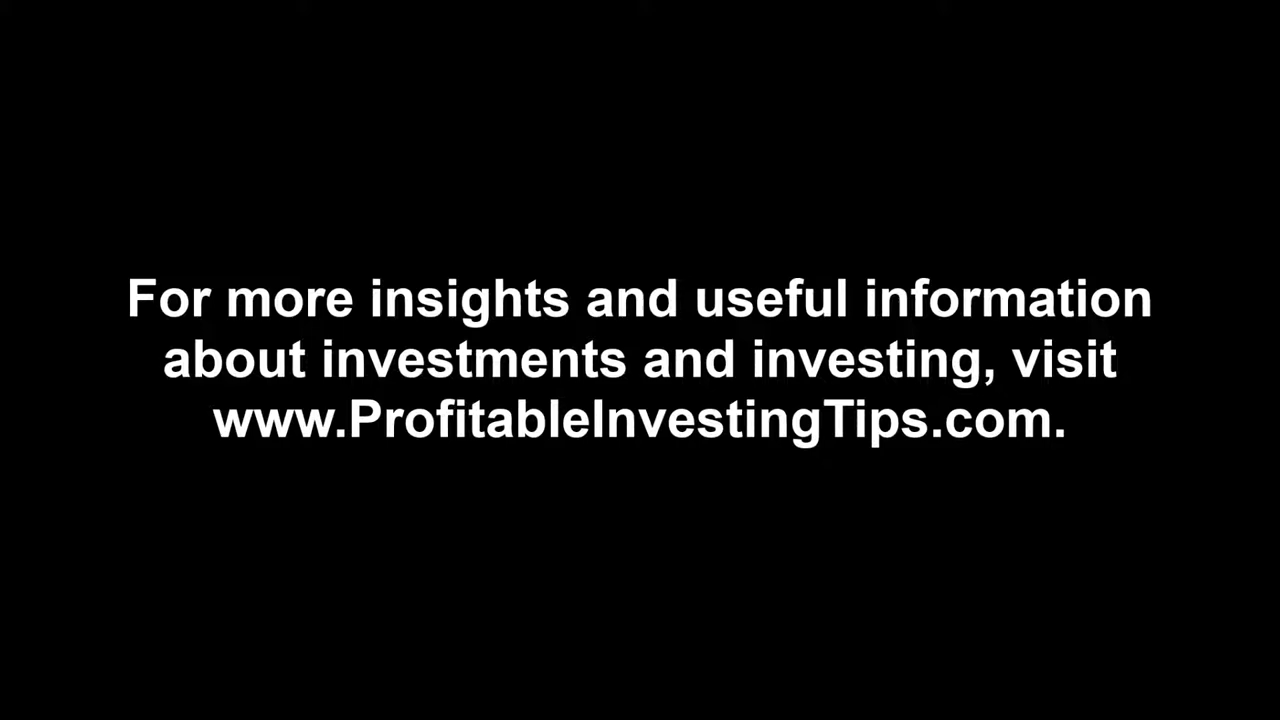 For more insights and useful information
about investments and investing, visit
www.ProfitableInvestingTips.com.